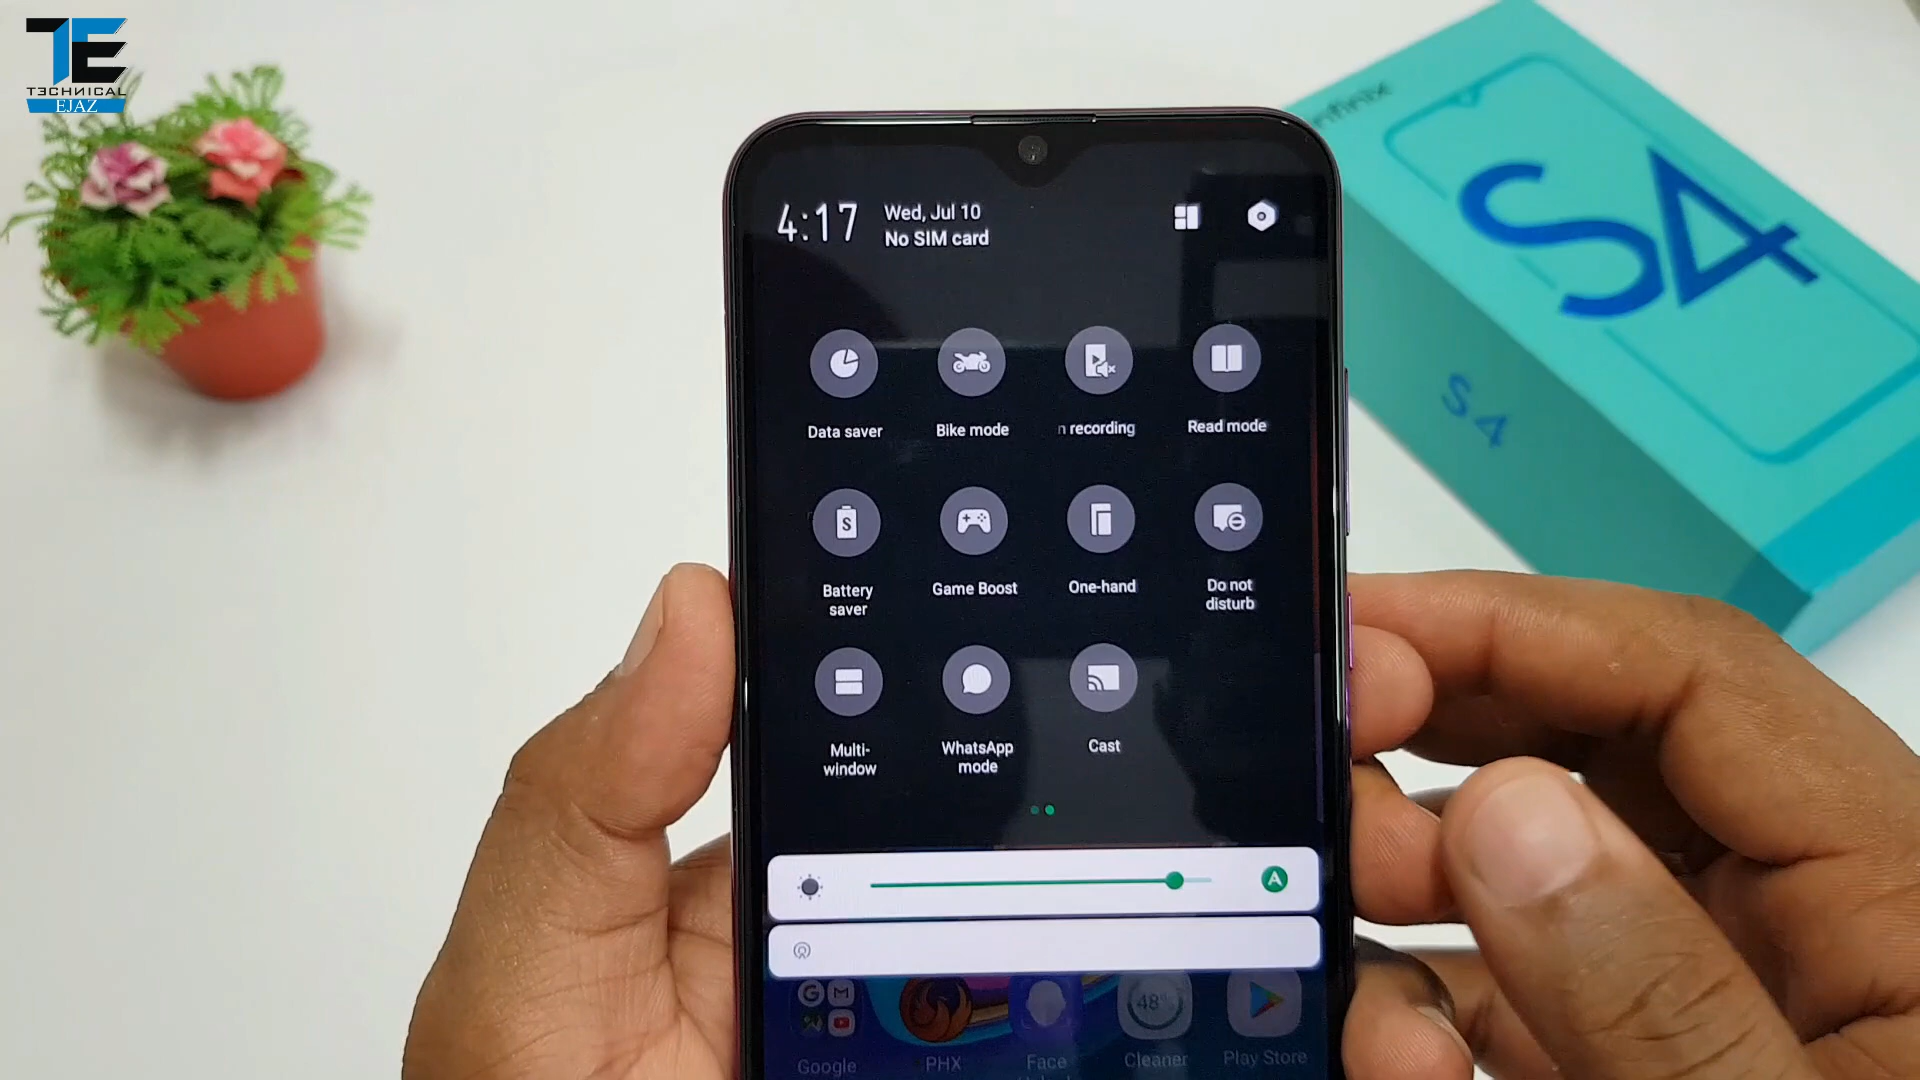 TECHNICAL
EJAZ
Infinix
S4
S4
4:17
Wed, Jul 10
No SIM card
Data saver
Bike mode
n recording
Read mode
Battery
saver
S
Game Boost
One-hand
Do not
disturb
Multi-
window
WhatsApp
mode
Cast
A
48°
Google
PHX
Face
Cleaner
Play Store